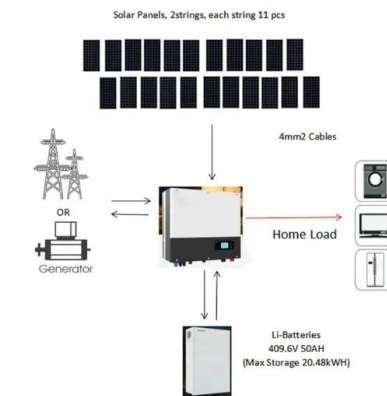 Solar Panels, 2strings, each string 11 pcs
4mm2 Cables
OR
Generator
Home Load
Li-Batteries
409.6V 50AH
(Max Storage 20.48kWH)